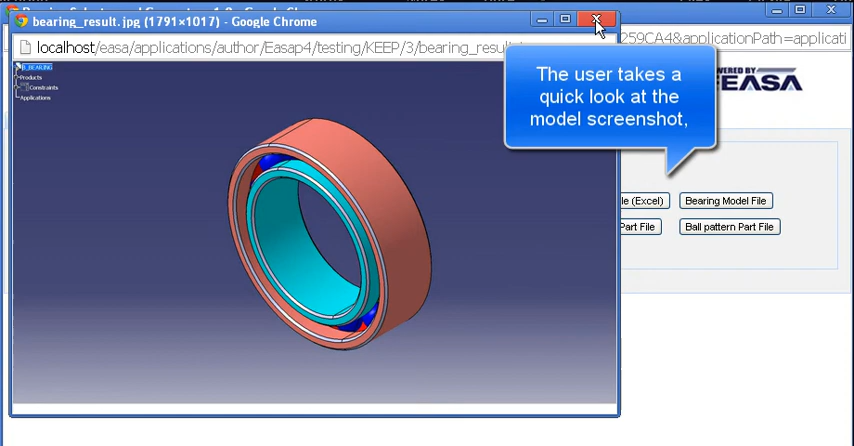 bearing_result.jpg (1791×1017) - Google Chrome
localhost/easa/applications/author/Easap4/testing/KEEP/3/bearing_result
259CA4&applicationPath=applicati
B_BEARING
Products
Constraints
Applications
The user takes a
quick look at the
model screenshot,
WERED BY
EASA
le (Excel)
Bearing Model File
Part File
Ball pattern Part File